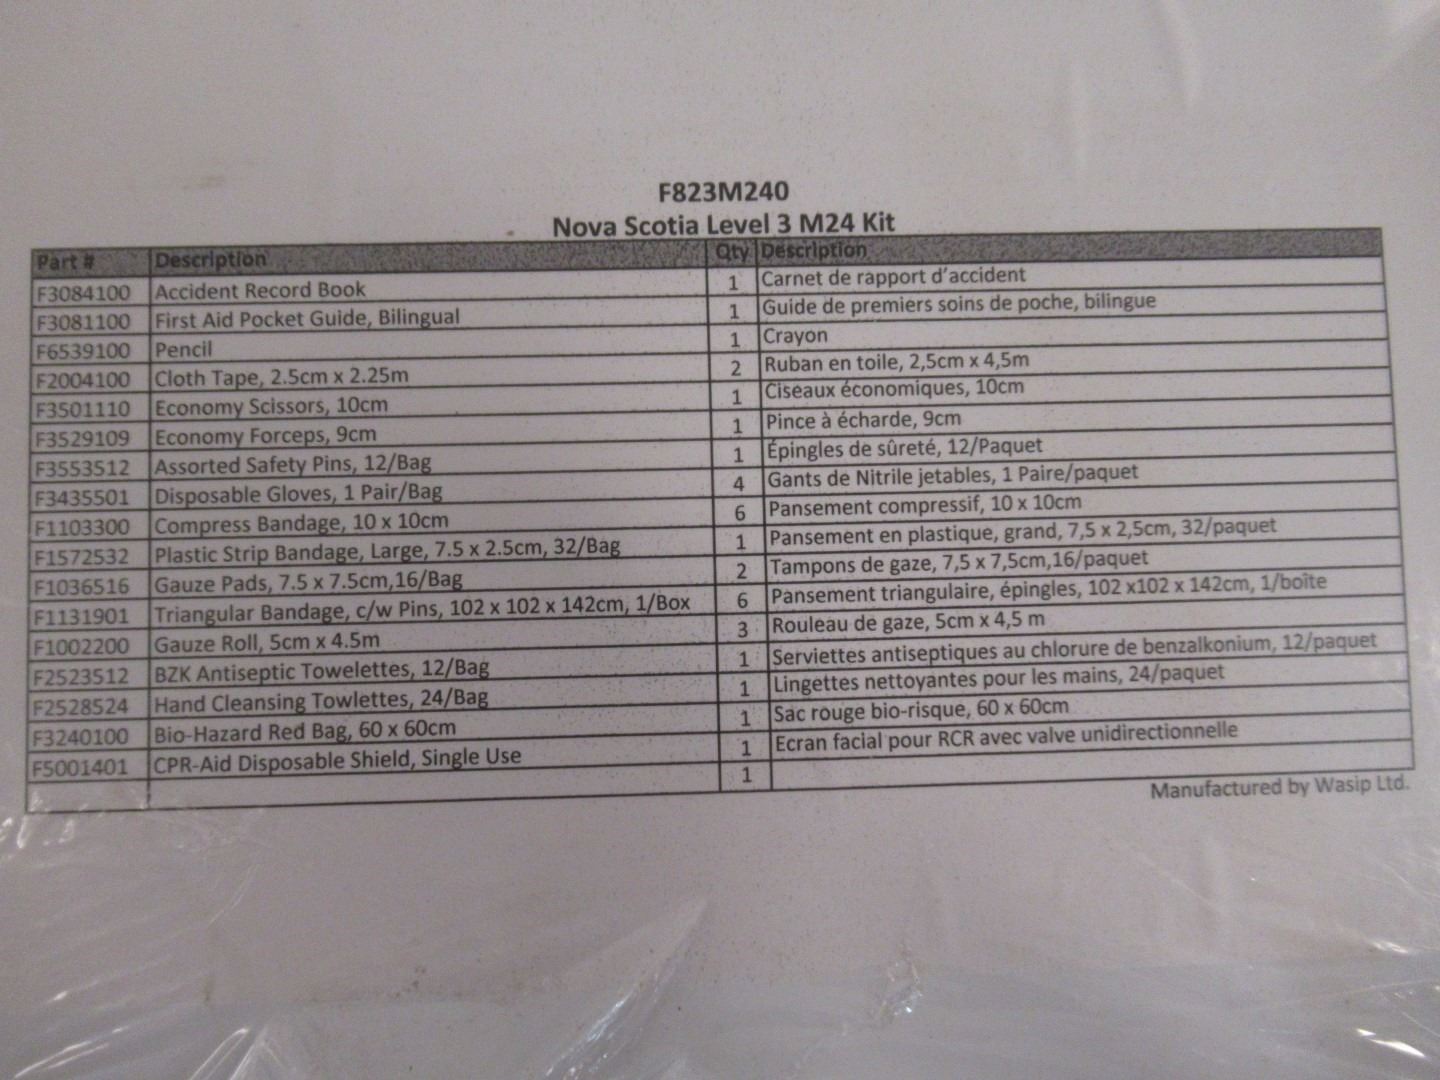 F823M240
Nova Scotia Level 3 M24 Kit
Part # Description Qty Description
F3084100 Accident Record Book 1 Carnet de rapport d'accident
F3081100 First Aid Pocket Guide, Bilingual 1 Guide de premiers soins de poche, bilingue
F6539100 Pencil 1 Crayon
F2004100 Cloth Tape, 2.5cm x 2.25m 2 Ruban en toile, 2,5cm x 4,5m
F3501110 Economy Scissors, 10cm 1 Ciseaux économiques, 10cm
F3529109 Economy Forceps, 9cm 1 Pince à écharde, 9cm
F3553512 Assorted Safety Pins, 12/Bag 1 Épingles de sûreté, 12/Paquet
F3435501 Disposable Gloves, 1 Pair/Bag 4 Gants de Nitrile jetables, 1 Paire/paquet
F1103300 Compress Bandage, 10 x 10cm 6 Pansement compressif, 10 x 10cm
F1572532 Plastic Strip Bandage, Large, 7.5 x 2.5cm, 32/Bag 1 Pansement en plastique, grand, 7,5 x 2,5cm, 32/paquet
F1036516 Gauze Pads, 7.5 x 7.5cm,16/Bag 2 Tampons de gaze, 7,5 x 7,5cm,16/paquet
F1131901 Triangular Bandage, c/w Pins, 102 x 102 x 142cm, 1/Box 6 Pansement triangulaire, épingles, 102 x102 x 142cm, 1/boîte
F1002200 Gauze Roll, 5cm x 4.5m 3 Rouleau de gaze, 5cm x 4,5 m
F2523512 BZK Antiseptic Towelettes, 12/Bag 1 Serviettes antiseptiques au chlorure de benzalkonium, 12/paquet
F2528524 Hand Cleansing Towlettes, 24/Bag 1 Lingettes nettoyantes pour les mains, 24/paquet
F3240100 Bio-Hazard Red Bag, 60 x 60cm 1 Sac rouge bio-risque, 60 x 60cm
F5001401 CPR-Aid Disposable Shield, Single Use 1 Ecran facial pour RCR avec valve unidirectionnelle
1
Manufactured by Wasip Ltd.